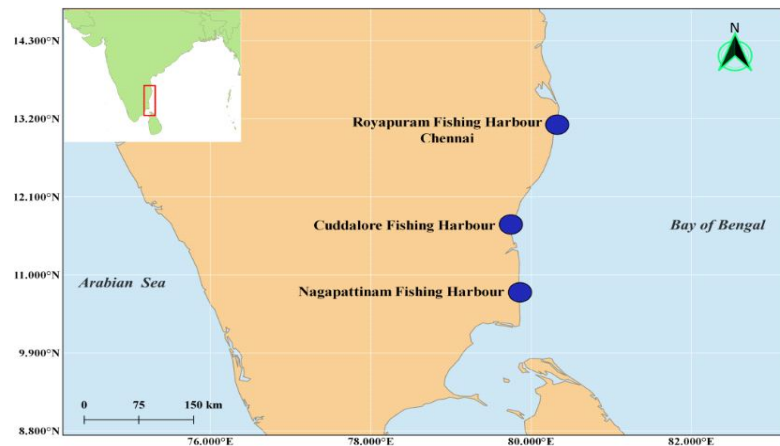 14.300°N
N
13.200°N
Royapuram Fishing Harbour
Chennai
12.100°N
Cuddalore Fishing Harbour
Bay of Bengal
11.000°N
Arabian Sea
Nagapattinam Fishing Harbour
9.900°N
0 75 150 km
8.800°N
76.000°E 78.000°E 80.000°E 82.000°E